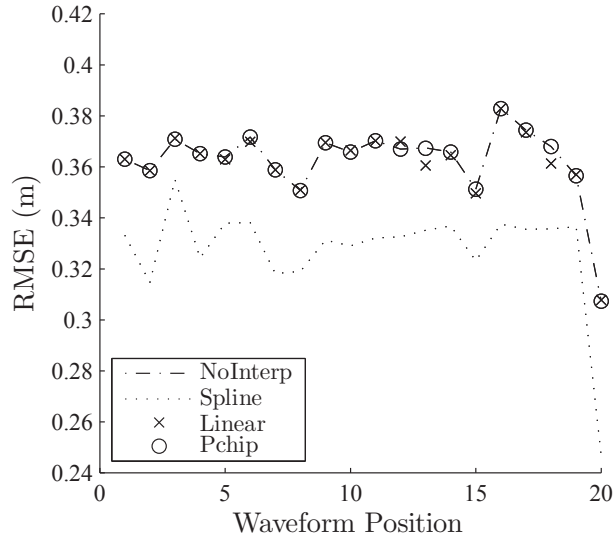 0.42
0.4
0.38
0.36
0.34
0.32
0.3
0.28
0.26
0.24
RMSE (m)
NoInterp
Spline
Linear
Pchip
0 5 10 15 20
Waveform Position